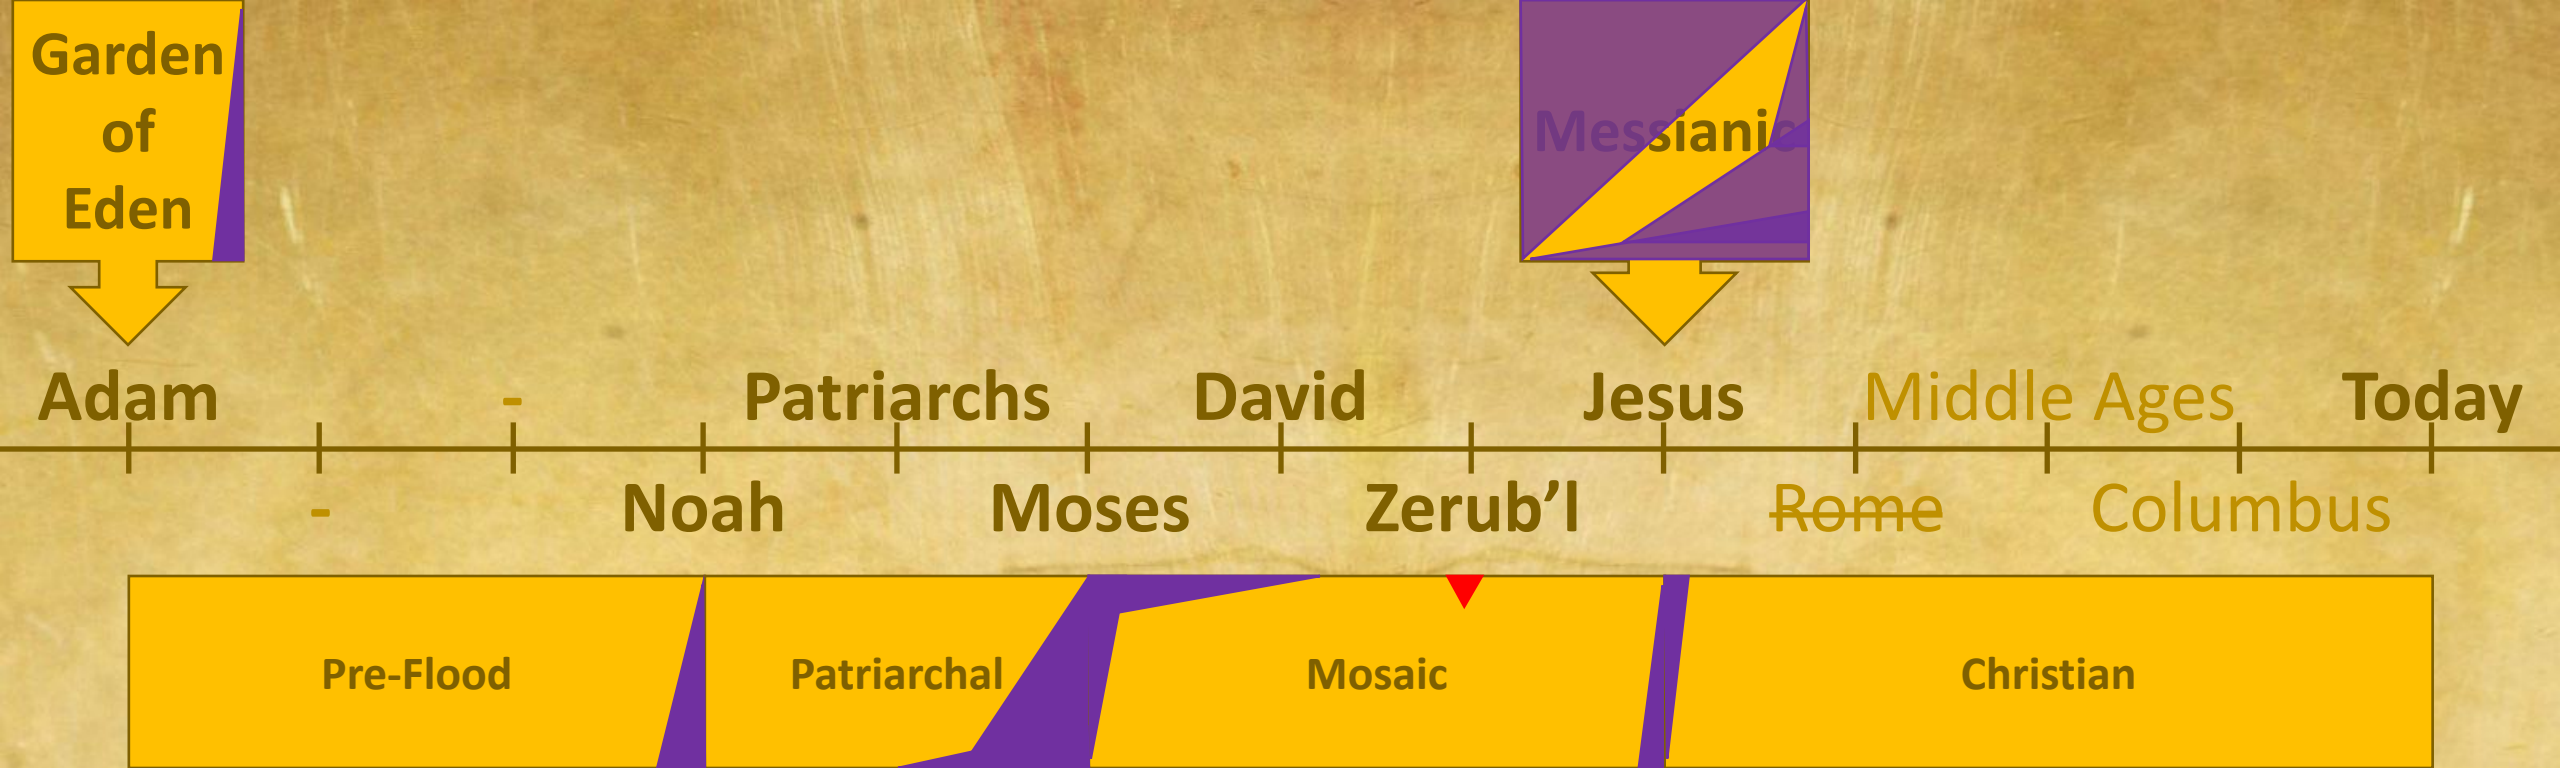 Garden
of
Eden
Messianic
Adam
-
Patriarchs
David
Jesus
Middle Ages
Today
-
Noah
Moses
Zerub’l
Rome
Columbus
Pre-Flood
Patriarchal
Mosaic
Christian